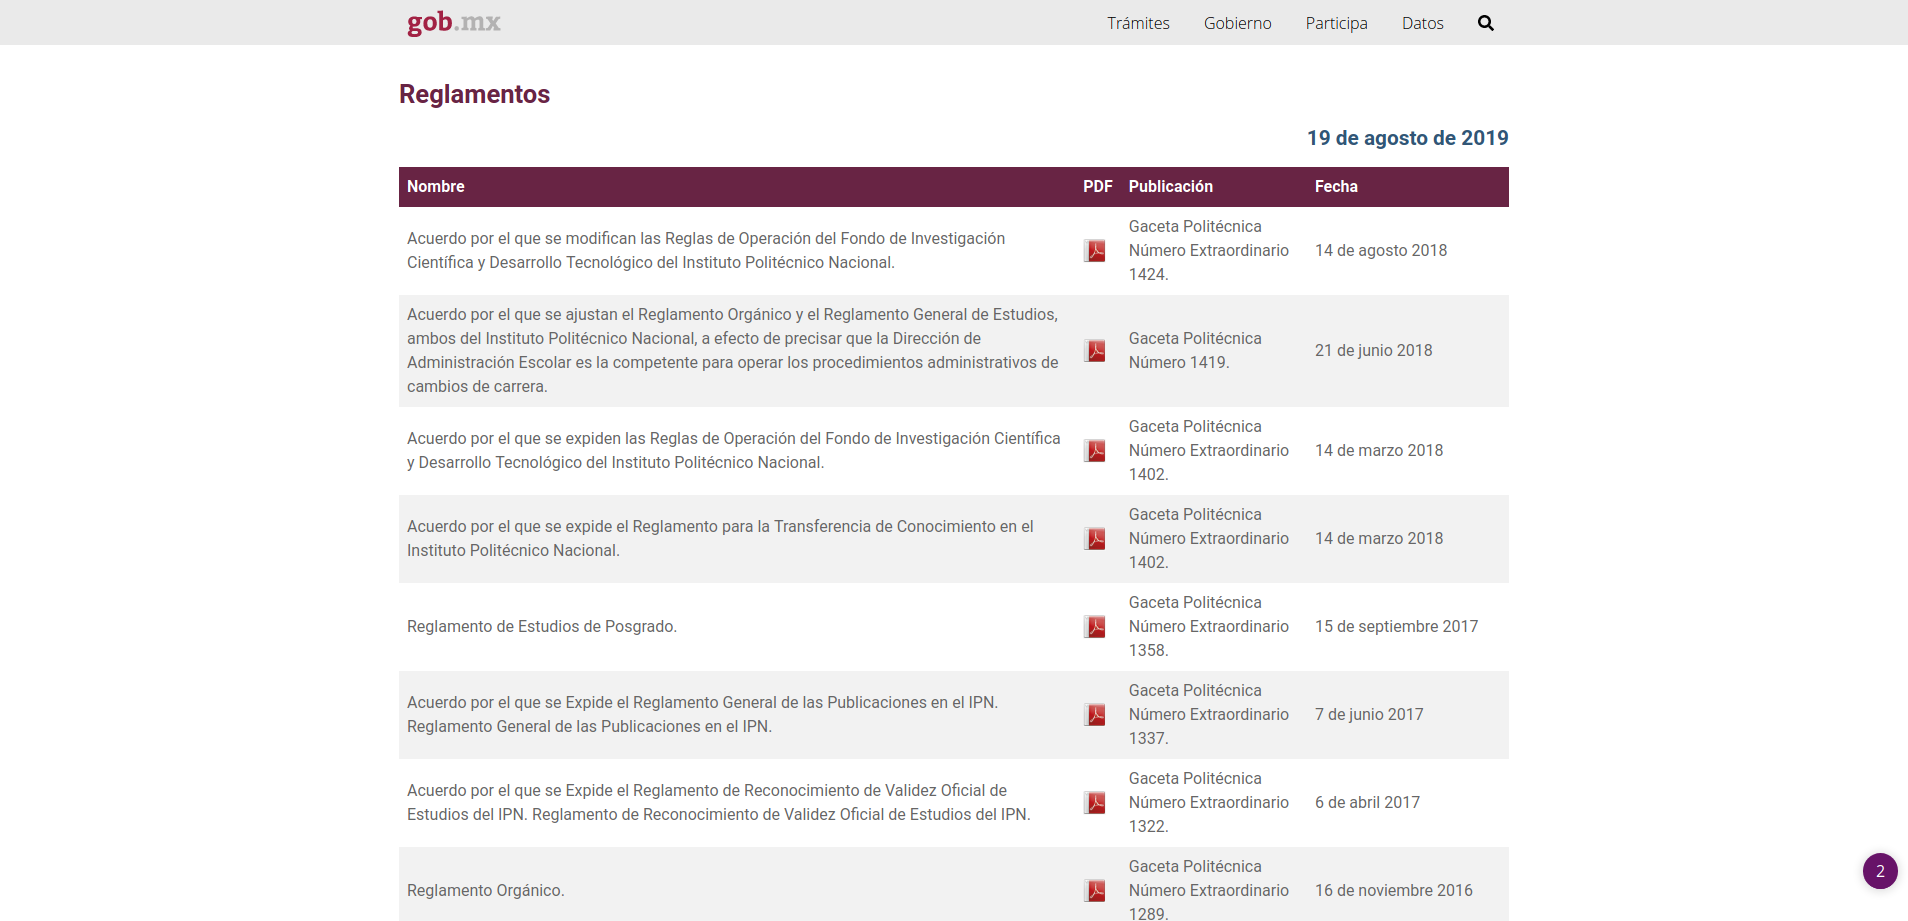 gob.mx
Trámites
Gobierno
Participa
Datos
Reglamentos
19 de agosto de 2019
Nombre
PDF
Publicación
Fecha
Acuerdo por el que se modifican las Reglas de Operación del Fondo de Investigación
Científica y Desarrollo Tecnológico del Instituto Politécnico Nacional.
Gaceta Politécnica
Número Extraordinario
1424.
14 de agosto 2018
Acuerdo por el que se ajustan el Reglamento Orgánico y el Reglamento General de Estudios,
ambos del Instituto Politécnico Nacional, a efecto de precisar que la Dirección de
Administración Escolar es la competente para operar los procedimientos administrativos de
cambios de carrera.
Gaceta Politécnica
Número 1419.
21 de junio 2018
Acuerdo por el que se expiden las Reglas de Operación del Fondo de Investigación Científica
y Desarrollo Tecnológico del Instituto Politécnico Nacional.
Gaceta Politécnica
Número Extraordinario
1402.
14 de marzo 2018
Acuerdo por el que se expide el Reglamento para la Transferencia de Conocimiento en el
Instituto Politécnico Nacional.
Gaceta Politécnica
Número Extraordinario
1402.
14 de marzo 2018
Reglamento de Estudios de Posgrado.
Gaceta Politécnica
Número Extraordinario
1358.
15 de septiembre 2017
Acuerdo por el que se Expide el Reglamento General de las Publicaciones en el IPN.
Reglamento General de las Publicaciones en el IPN.
Gaceta Politécnica
Número Extraordinario
1337.
7 de junio 2017
Acuerdo por el que se Expide el Reglamento de Reconocimiento de Validez Oficial de
Estudios del IPN. Reglamento de Reconocimiento de Validez Oficial de Estudios del IPN.
Gaceta Politécnica
Número Extraordinario
1322.
6 de abril 2017
Reglamento Orgánico.
Gaceta Politécnica
Número Extraordinario
1289.
16 de noviembre 2016
2